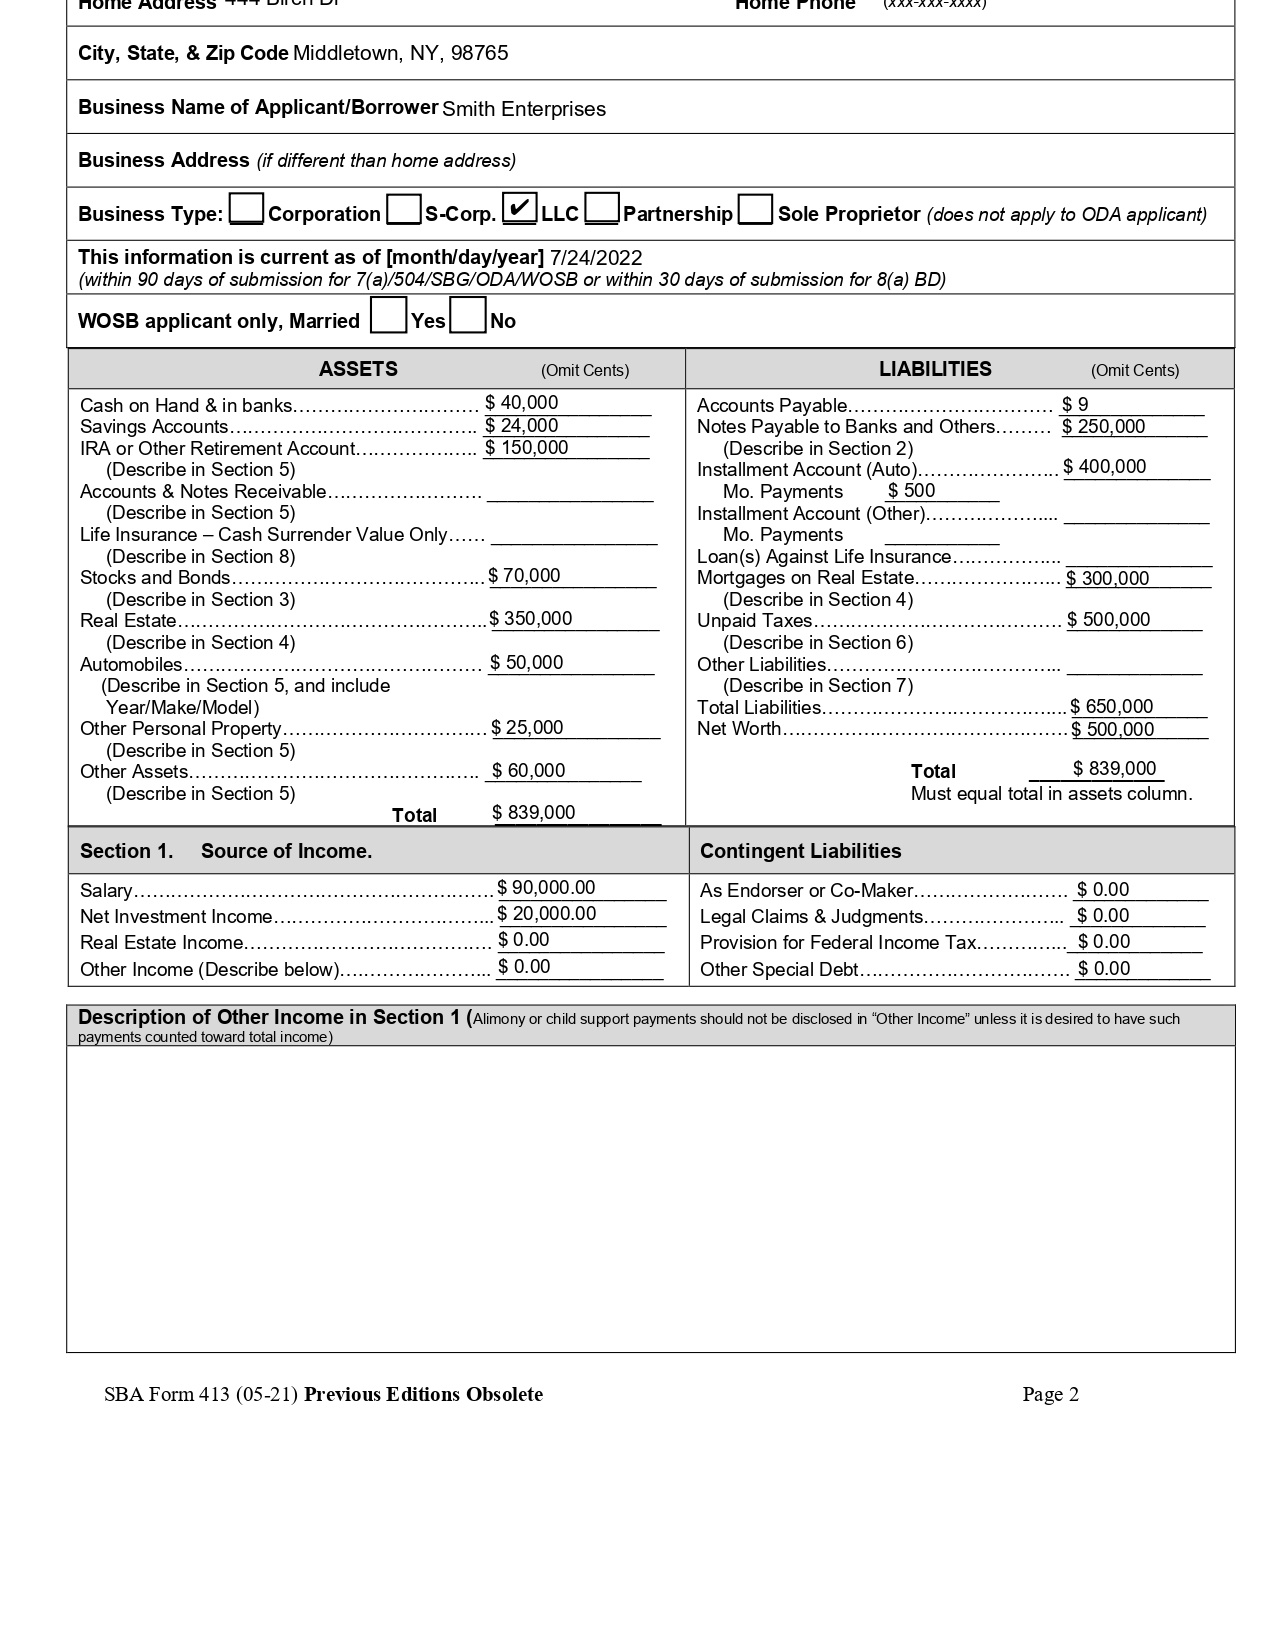 Home Address 444 Birch Dr Home Phone (xxx-xxx-xxxx)
City, State, & Zip Code Middletown, NY, 98765
Business Name of Applicant/Borrower Smith Enterprises
Business Address (if different than home address)
Business Type: Corporation S-Corp. ✔ LLC Partnership Sole Proprietor (does not apply to ODA applicant)
This information is current as of [month/day/year] 7/24/2022
(within 90 days of submission for 7(a)/504/SBG/ODA/WOSB or within 30 days of submission for 8(a) BD)
WOSB applicant only, Married Yes No
ASSETS (Omit Cents)
Cash on Hand & in banks……………………………… $ 40,000
Savings Accounts……………………………………. $ 24,000
IRA or Other Retirement Account……………….. $ 150,000
(Describe in Section 5)
Accounts & Notes Receivable……………………… ________________
(Describe in Section 5)
Life Insurance – Cash Surrender Value Only…… ________________
(Describe in Section 8)
Stocks and Bonds…………………………………….. $ 70,000
(Describe in Section 3)
Real Estate……………………………………………….. $ 350,000
(Describe in Section 4)
Automobiles……………………………………………… $ 50,000
(Describe in Section 5, and include
Year/Make/Model)
Other Personal Property……………………………… $ 25,000
(Describe in Section 5)
Other Assets…………………………………………….. $ 60,000
(Describe in Section 5)
Total $ 839,000
LIABILITIES (Omit Cents)
Accounts Payable……………………………………… $ 9
Notes Payable to Banks and Others……… $ 250,000
(Describe in Section 2)
Installment Account (Auto)…………………….. $ 400,000
Mo. Payments $ 500
Installment Account (Other)……………….... ______________
Mo. Payments ___________
Loan(s) Against Life Insurance………………... ______________
Mortgages on Real Estate…………………….. $ 300,000
(Describe in Section 4)
Unpaid Taxes……………………………………… $ 500,000
(Describe in Section 6)
Other Liabilities…………………………………... _____________
(Describe in Section 7)
Total Liabilities…………………………………... $ 650,000
Net Worth…………………………………………… $ 500,000
Total $ 839,000
Must equal total in assets column.
Section 1. Source of Income.
Salary……………………………………………………. $ 90,000.00
Net Investment Income……………………………... $ 20,000.00
Real Estate Income…………………………………. $ 0.00
Other Income (Describe below)…………………….. $ 0.00
Contingent Liabilities
As Endorser or Co-Maker……………………… $ 0.00
Legal Claims & Judgments…………………... $ 0.00
Provision for Federal Income Tax………….. $ 0.00
Other Special Debt……………………………… $ 0.00
Description of Other Income in Section 1 (Alimony or child support payments should not be disclosed in “Other Income” unless it is desired to have such
payments counted toward total income)
SBA Form 413 (05-21) Previous Editions Obsolete Page 2